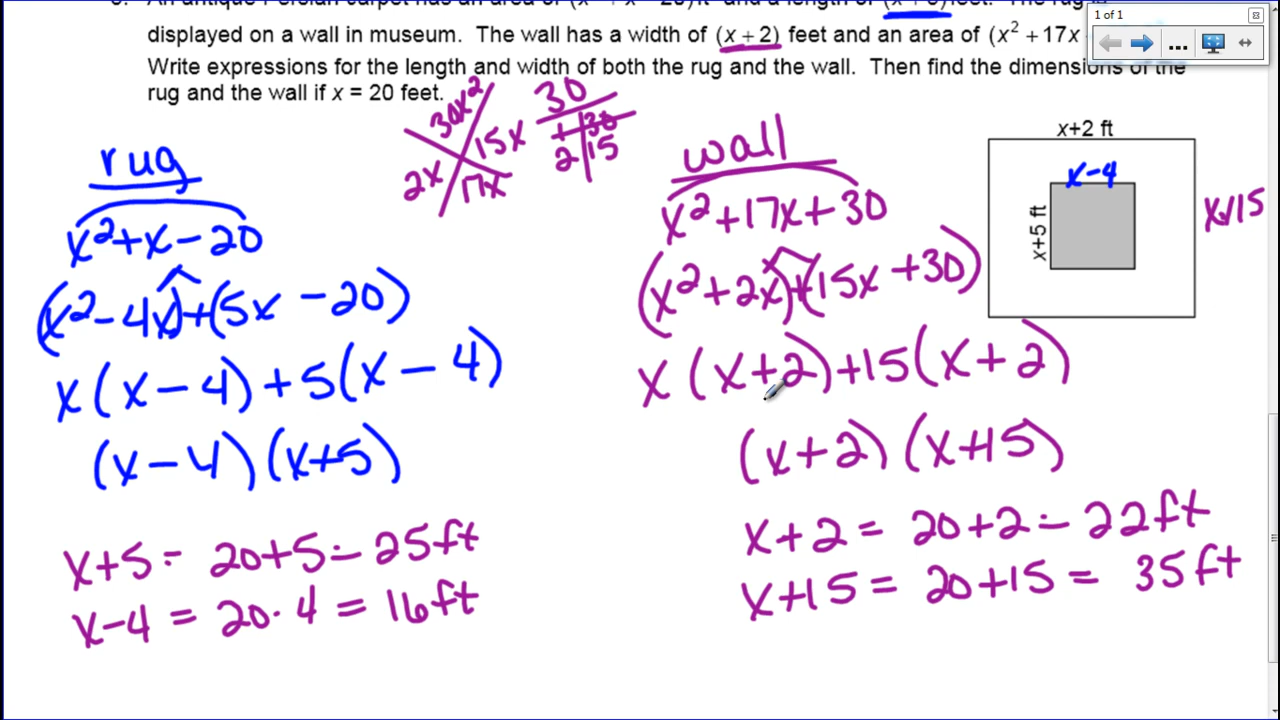 displayed on a wall in museum. The wall has a width of (x + 2) feet and an area of (x² + 17x
Write expressions for the length and width of both the rug and the wall. Then find the dimensions of the
rug and the wall if x = 20 feet.
1 of 1
30x²
15x
2x
17x
30
1 30
2 15
rug
x²+x−20
(x²−4x)+(5x−20)
x(x−4)+5(x−4)
(x−4)(x+5)
x+5= 20+5= 25ft
x−4 = 20·4 = 16ft
wall
x²+17x+30
(x²+2x)+(15x+30)
x(x+2)+15(x+2)
(x+2)(x+15)
x+2 = 20+2= 22ft
x+15 = 20+15 = 35ft
x+2 ft
x−4
x+5 ft
x+15